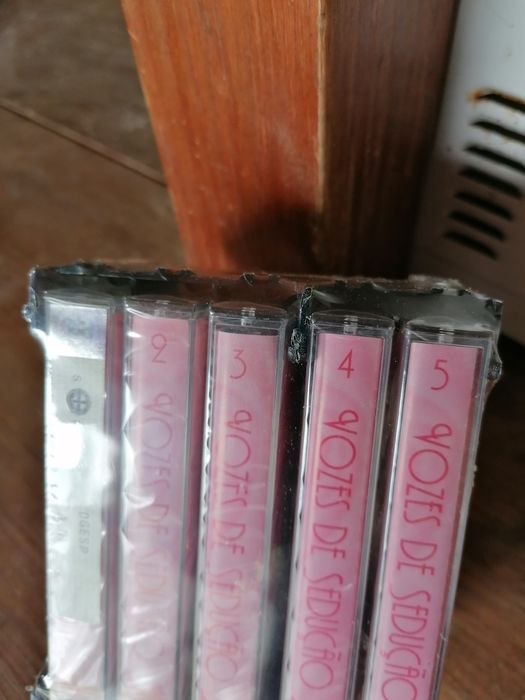 DGESP
2 VOZES DE SEDUÇÃO
3 VOZES DE SEDUÇÃO
4 VOZES DE SEDUÇÃO
5 VOZES DE SEDUÇÃO